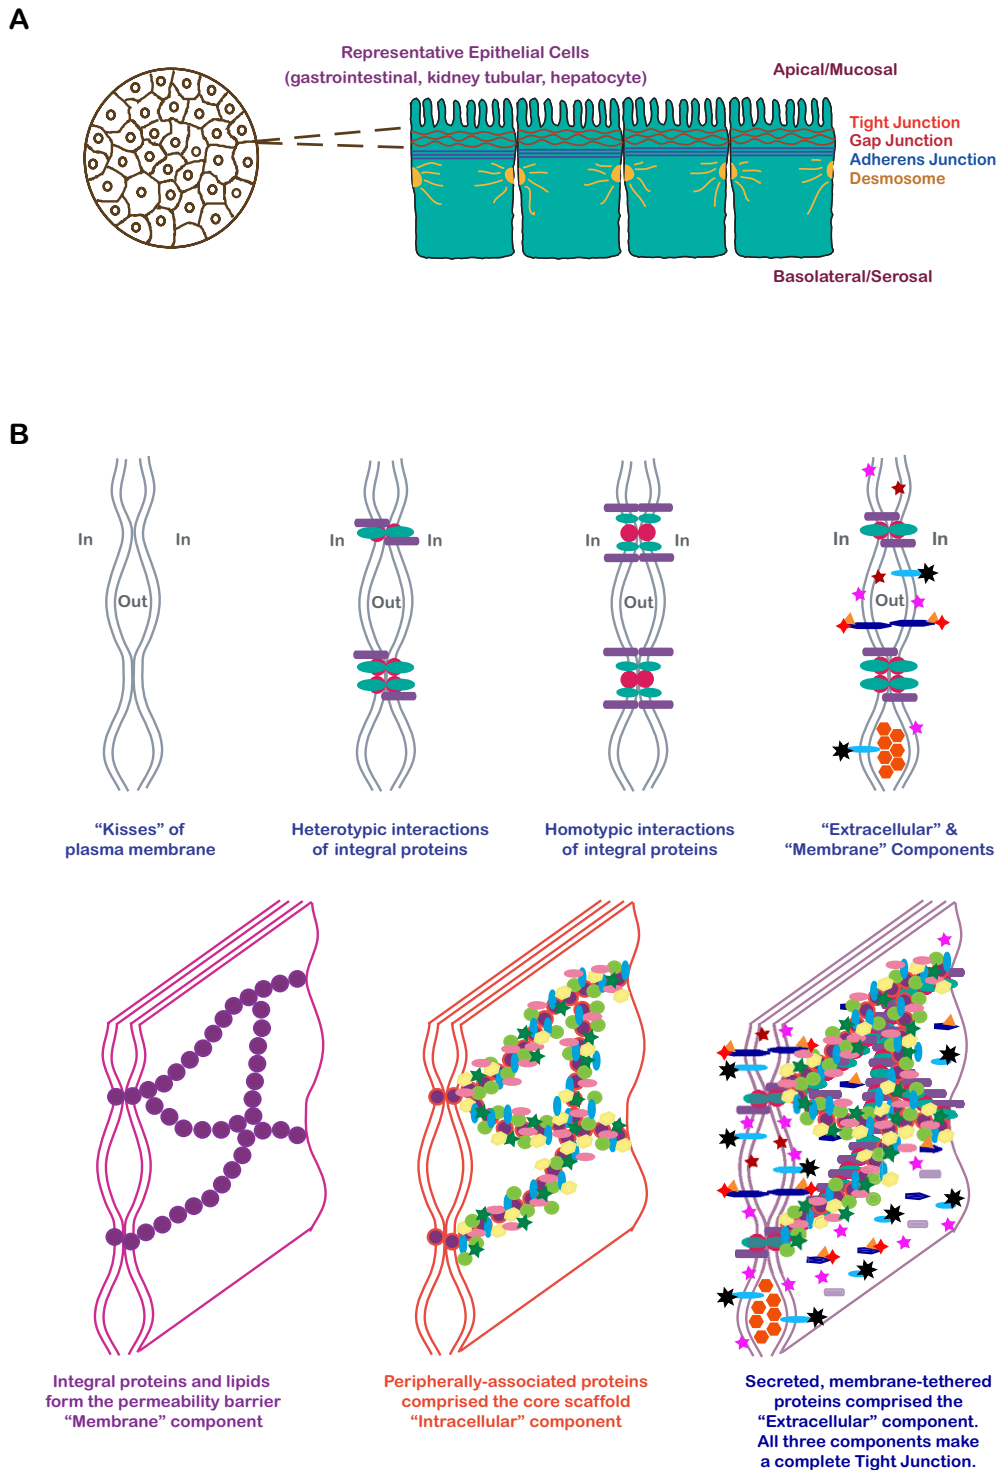 A
Representative Epithelial Cells
(gastrointestinal, kidney tubular, hepatocyte)
Apical/Mucosal
Tight Junction
Gap Junction
Adherens Junction
Desmosome
Basolateral/Serosal
B
In
In
Out
In
In
Out
In
In
Out
In
In
Out
“Kisses” of
plasma membrane
Heterotypic interactions
of integral proteins
Homotypic interactions
of integral proteins
“Extracellular” &
“Membrane” Components
Integral proteins and lipids
form the permeability barrier
“Membrane” component
Peripherally-associated proteins
comprised the core scaffold
“Intracellular” component
Secreted, membrane-tethered
proteins comprised the
“Extracellular” component.
All three components make
a complete Tight Junction.